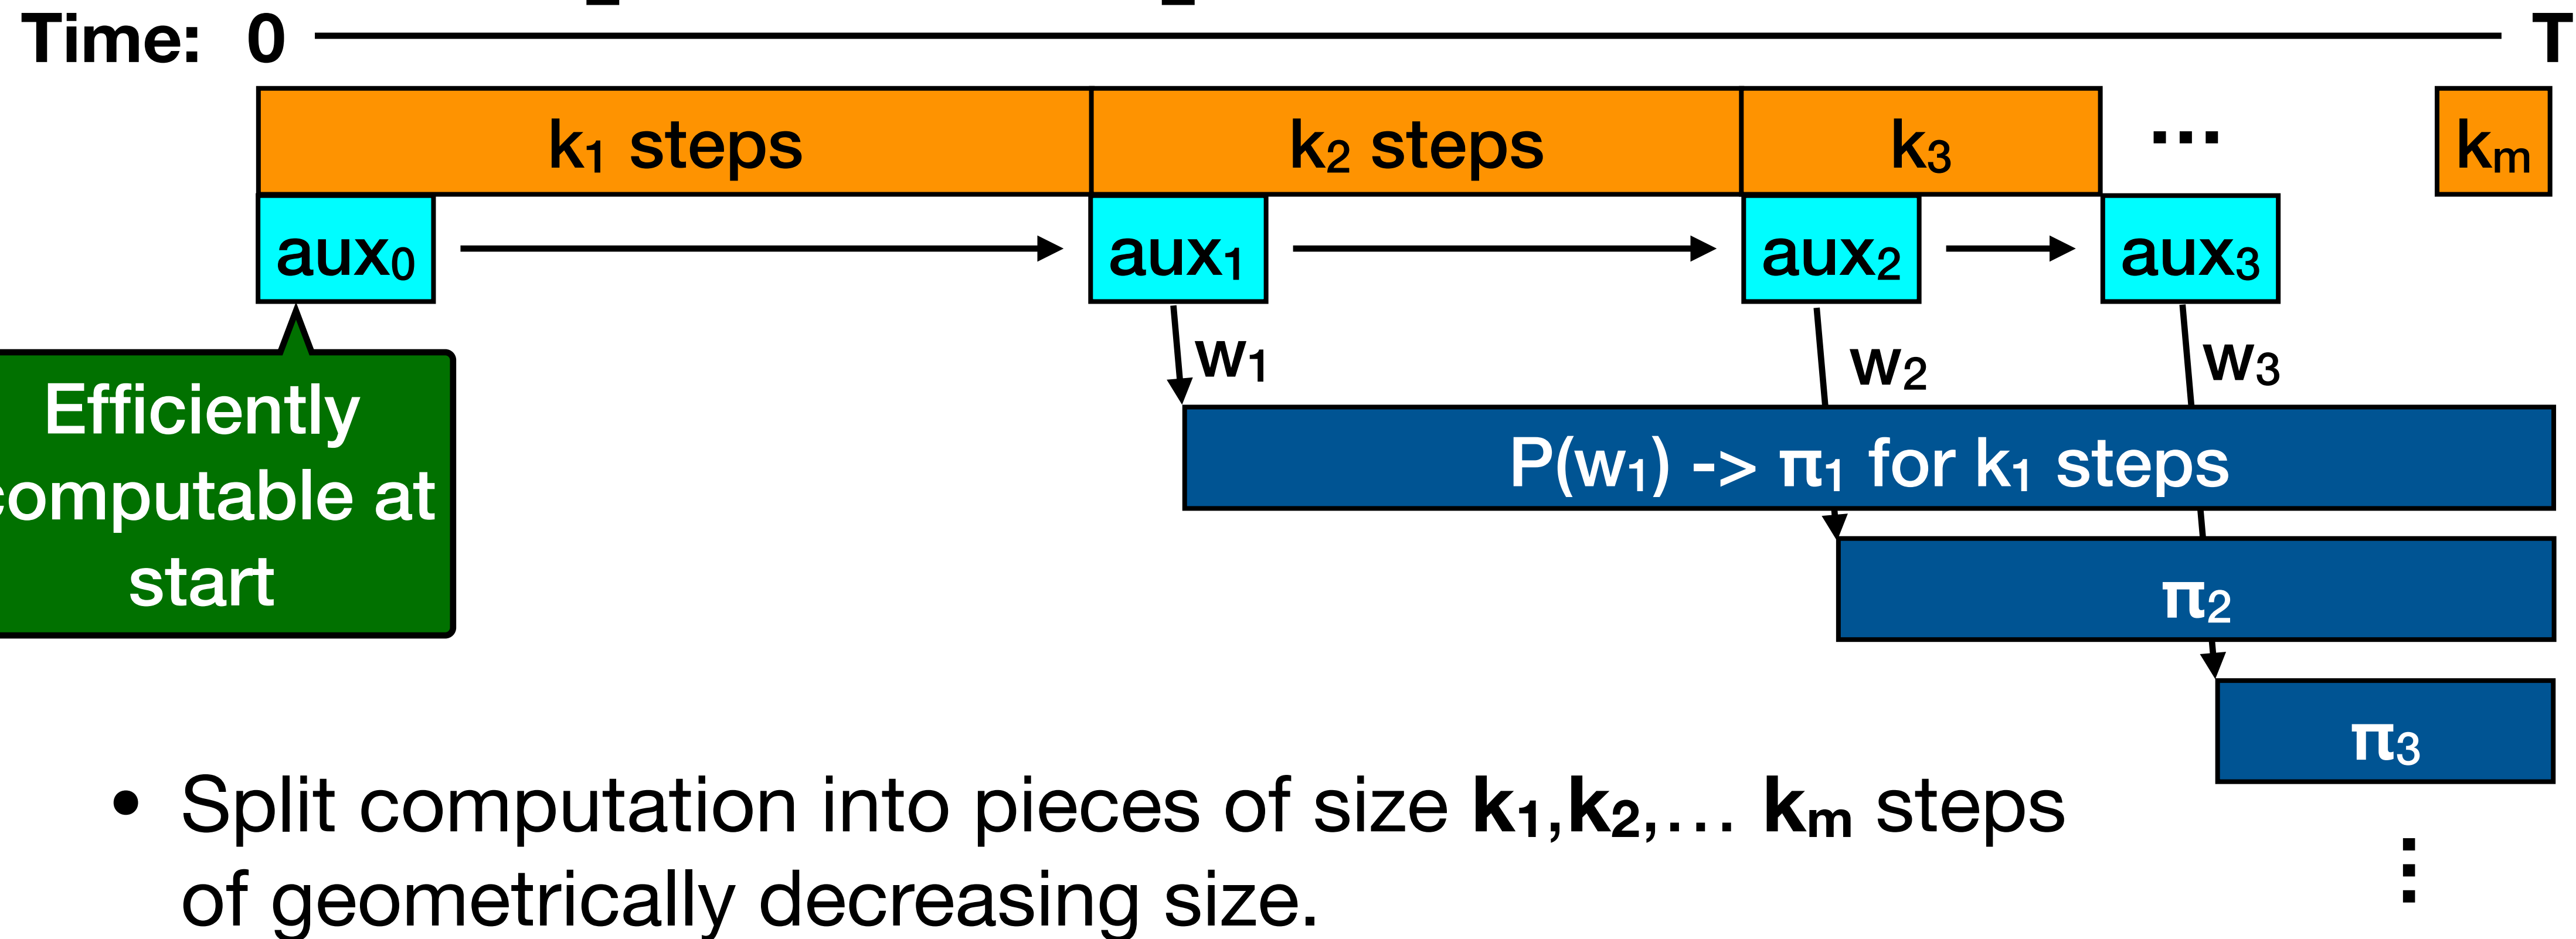 Time: 0 T
k₁ steps k₂ steps k₃ ... kₘ
aux₀ aux₁ aux₂ aux₃
w₁ w₂ w₃
Efficiently
computable at
start
P(w₁) -> π₁ for k₁ steps
π₂
π₃
• Split computation into pieces of size k₁,k₂,… kₘ steps
of geometrically decreasing size.